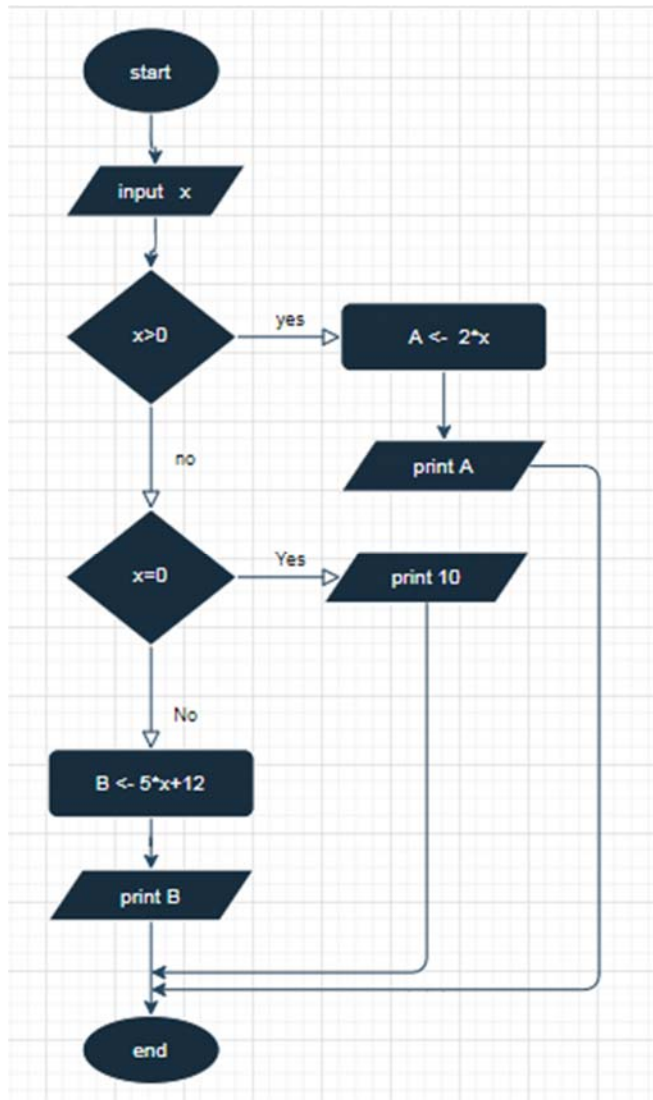 start
input x
x>0
yes
A <- 2*x
no
print A
x=0
Yes
print 10
No
B <- 5*x+12
print B
end